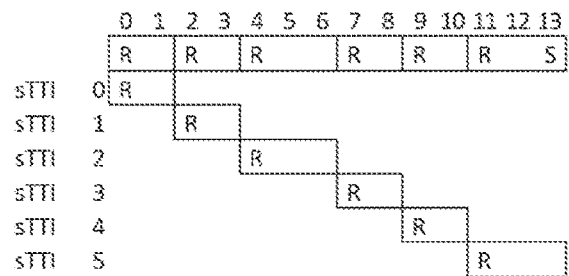 0 1 2 3 4 5 6 7 8 9 10 11 12 13
R R R R R R S
sTTI 0 R
sTTI 1 R
sTTI 2 R
sTTI 3 R
sTTI 4 R
sTTI 5 R